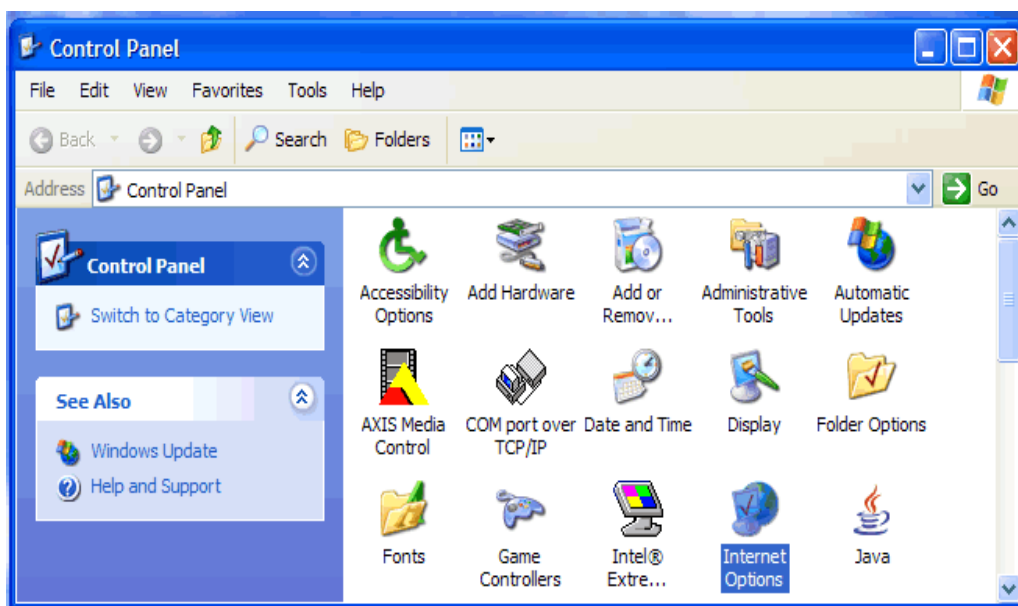 Control Panel
File Edit View Favorites Tools Help
Back Search Folders
Address Control Panel Go
Control Panel
Switch to Category View
See Also
Windows Update
Help and Support
Accessibility Options
Add Hardware
Add or Remov...
Administrative Tools
Automatic Updates
AXIS Media Control
COM port over TCP/IP
Date and Time
Display
Folder Options
Fonts
Game Controllers
Intel® Extre...
Internet Options
Java